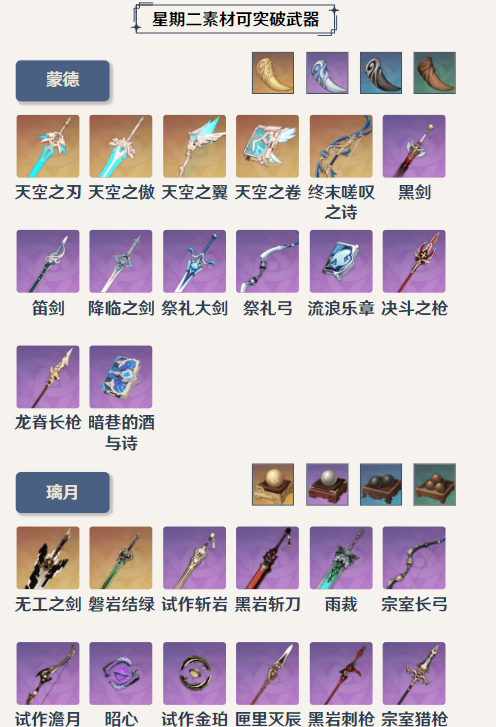 星期二素材可突破武器
蒙德
天空之刃 天空之傲 天空之翼 天空之卷 终末嗟叹之诗 黑剑
笛剑 降临之剑 祭礼大剑 祭礼弓 流浪乐章 决斗之枪
龙脊长枪 暗巷的酒与诗
璃月
无工之剑 磐岩结绿 试作斩岩 黑岩斩刀 雨裁 宗室长弓
试作澹月 昭心 试作金珀 匣里灭辰 黑岩刺枪 宗室猎枪